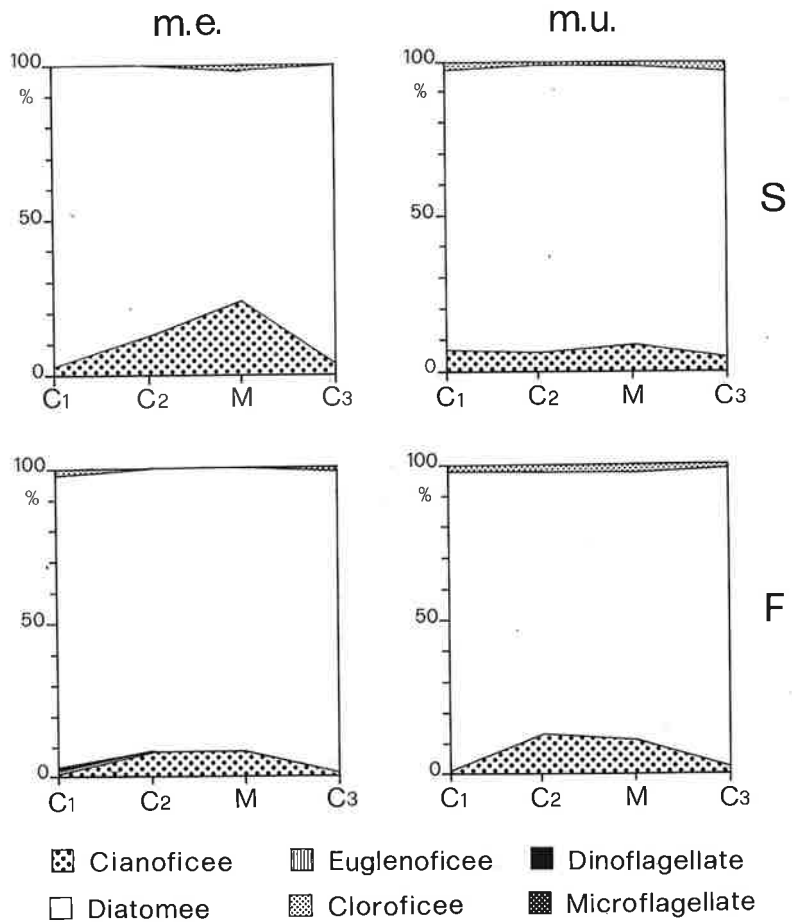 m.e. m.u.
100 100
% %
50 50
S
0 0
C1 C2 M C3 C1 C2 M C3
100 100
% %
50 50
F
0 0
C1 C2 M C3 C1 C2 M C3
Cianoficee Euglenoficee Dinoflagellate
Diatomee Cloroficee Microflagellate